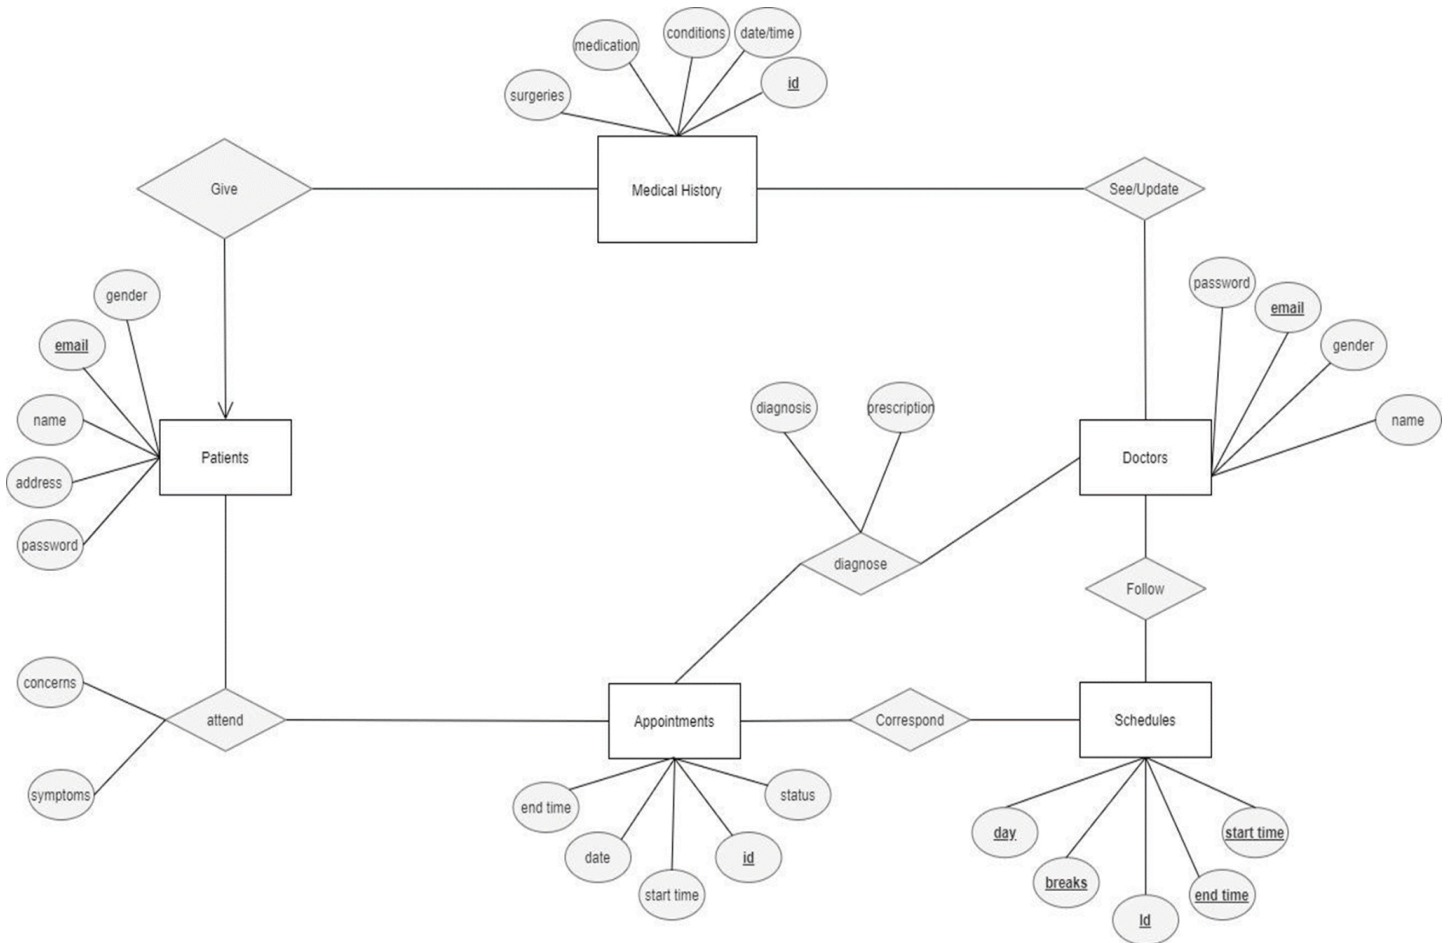 conditions
date/time
medication
id
surgeries
Give
Medical History
See/Update
password
gender
email
email
gender
name
name
diagnosis
prescription
Patients
Doctors
address
password
diagnose
Follow
concerns
attend
Appointments
Correspond
Schedules
symptoms
end time
status
date
id
start time
day
start time
breaks
end time
Id